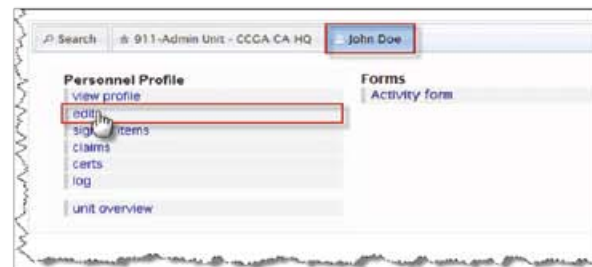 Search 911-Admin Unit - CCGA CA HQ John Doe
Personnel Profile
view profile
edit
items
claims
certs
log
unit overview
Forms
Activity form